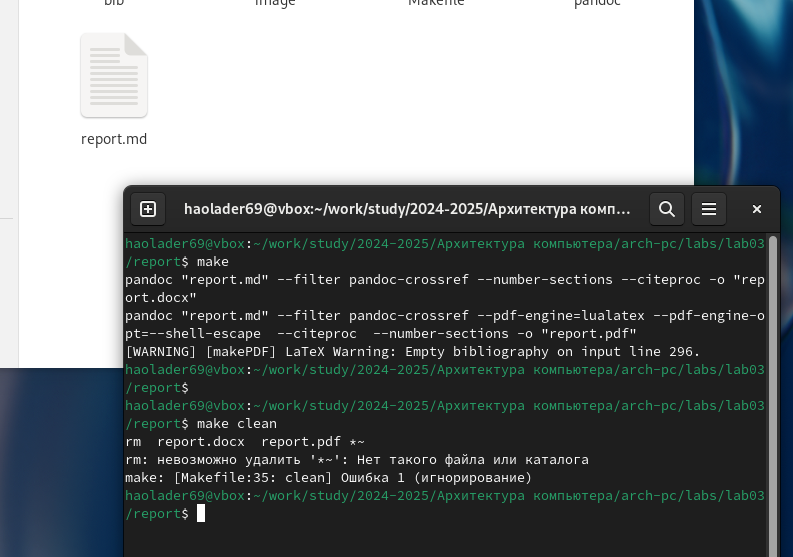 bib image Makefile pandoc
report.md
haolader69@vbox:~/work/study/2024-2025/Архитектура комп…
haolader69@vbox:~/work/study/2024-2025/Архитектура компьютера/arch-pc/labs/lab03
/report$ make
pandoc "report.md" --filter pandoc-crossref --number-sections --citeproc -o "rep
ort.docx"
pandoc "report.md" --filter pandoc-crossref --pdf-engine=lualatex --pdf-engine-o
pt=--shell-escape  --citeproc  --number-sections -o "report.pdf"
[WARNING] [makePDF] LaTeX Warning: Empty bibliography on input line 296.
haolader69@vbox:~/work/study/2024-2025/Архитектура компьютера/arch-pc/labs/lab03
/report$
haolader69@vbox:~/work/study/2024-2025/Архитектура компьютера/arch-pc/labs/lab03
/report$ make clean
rm  report.docx  report.pdf *~
rm: невозможно удалить '*~': Нет такого файла или каталога
make: [Makefile:35: clean] Ошибка 1 (игнорирование)
haolader69@vbox:~/work/study/2024-2025/Архитектура компьютера/arch-pc/labs/lab03
/report$